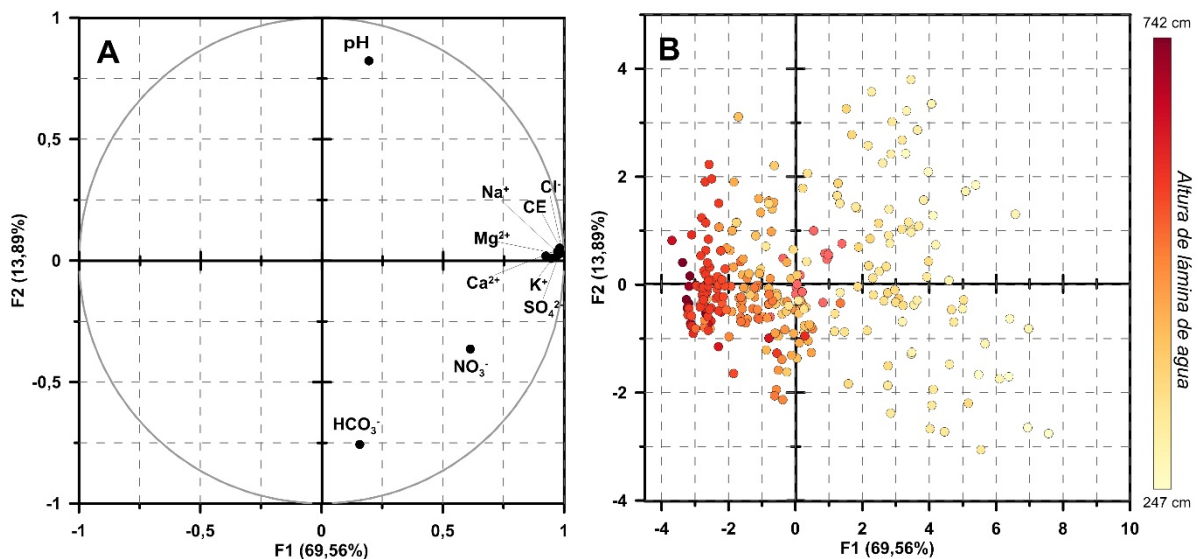 A
1
0,5
0
-0,5
-1
-1
-0,5
0
0,5
1
F2 (13,89%)
F1 (69,56%)
pH
Cl⁻
Na⁺
CE
Mg²⁺
Ca²⁺
K⁺
SO₄²⁻
NO₃⁻
HCO₃⁻
B
4
2
0
-2
-4
-4
-2
0
2
4
6
8
10
F2 (13,89%)
F1 (69,56%)
742 cm
Altura de lámina de agua
247 cm